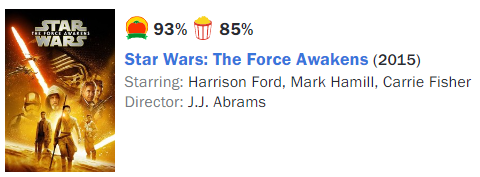 93% 85%
Star Wars: The Force Awakens (2015)
Starring: Harrison Ford, Mark Hamill, Carrie Fisher
Director: J.J. Abrams
STAR
THE FORCE AWAKENS
WARS